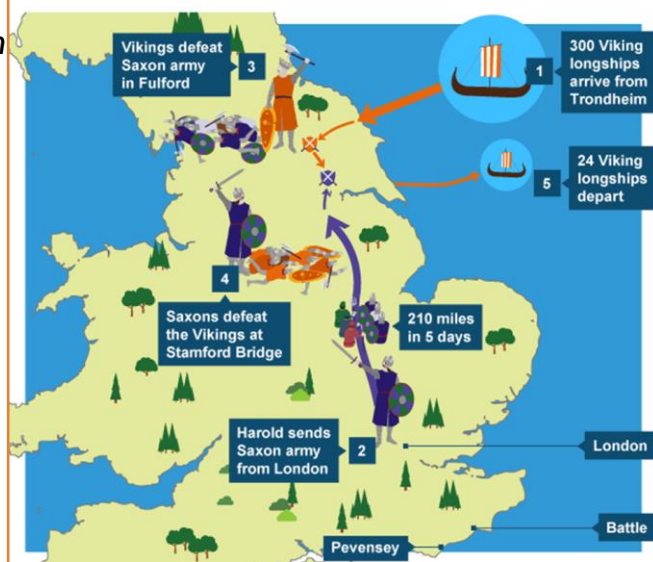 Vikings defeat
Saxon army
in Fulford
3
1
300 Viking
longships
arrive from
Trondheim
5
24 Viking
longships
depart
4
Saxons defeat
the Vikings at
Stamford Bridge
210 miles
in 5 days
Harold sends
Saxon army
from London
2
London
Battle
Pevensey